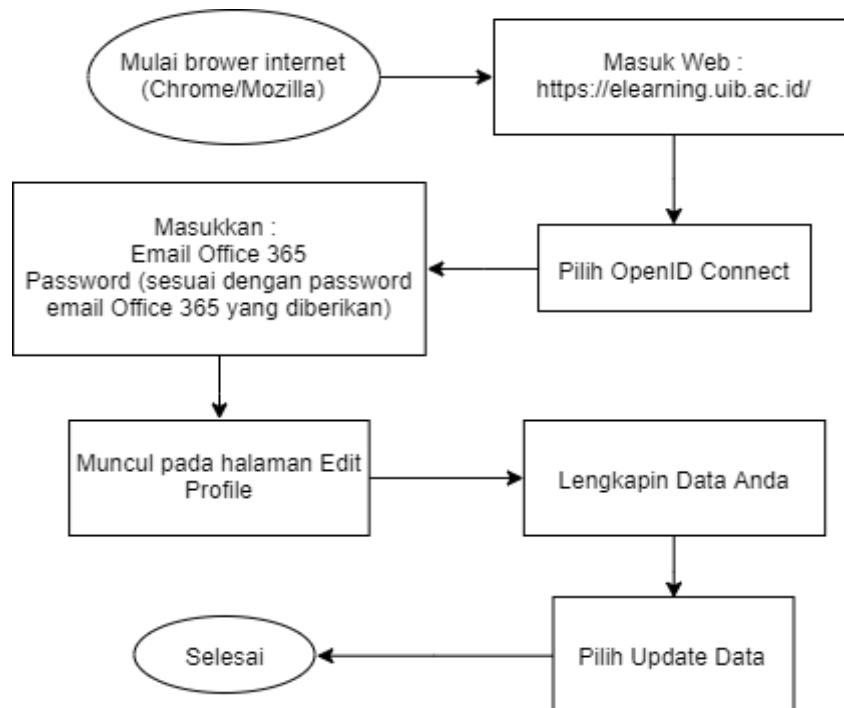 Mulai brower internet
(Chrome/Mozilla)
Masuk Web :
https://elearning.uib.ac.id/
Pilih OpenID Connect
Masukkan :
Email Office 365
Password (sesuai dengan password
email Office 365 yang diberikan)
Muncul pada halaman Edit
Profile
Lengkapin Data Anda
Pilih Update Data
Selesai